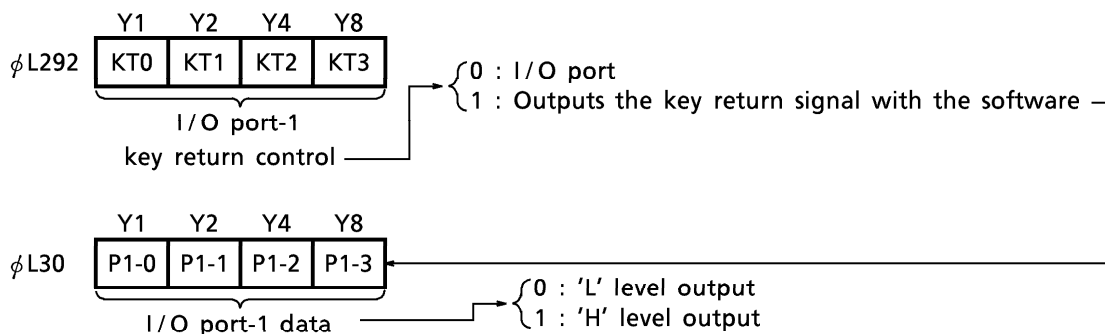 Y1 Y2 Y4 Y8
φL292 KT0 KT1 KT2 KT3
0 : I/O port
1 : Outputs the key return signal with the software
I/O port-1
key return control
Y1 Y2 Y4 Y8
φL30 P1-0 P1-1 P1-2 P1-3
0 : 'L' level output
1 : 'H' level output
I/O port-1 data